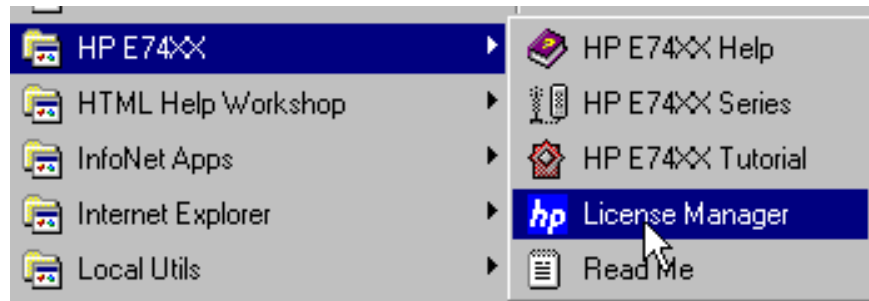 HP E74XX
HTML Help Workshop
InfoNet Apps
Internet Explorer
Local Utils
HP E74XX Help
HP E74XX Series
HP E74XX Tutorial
hp License Manager
Read Me